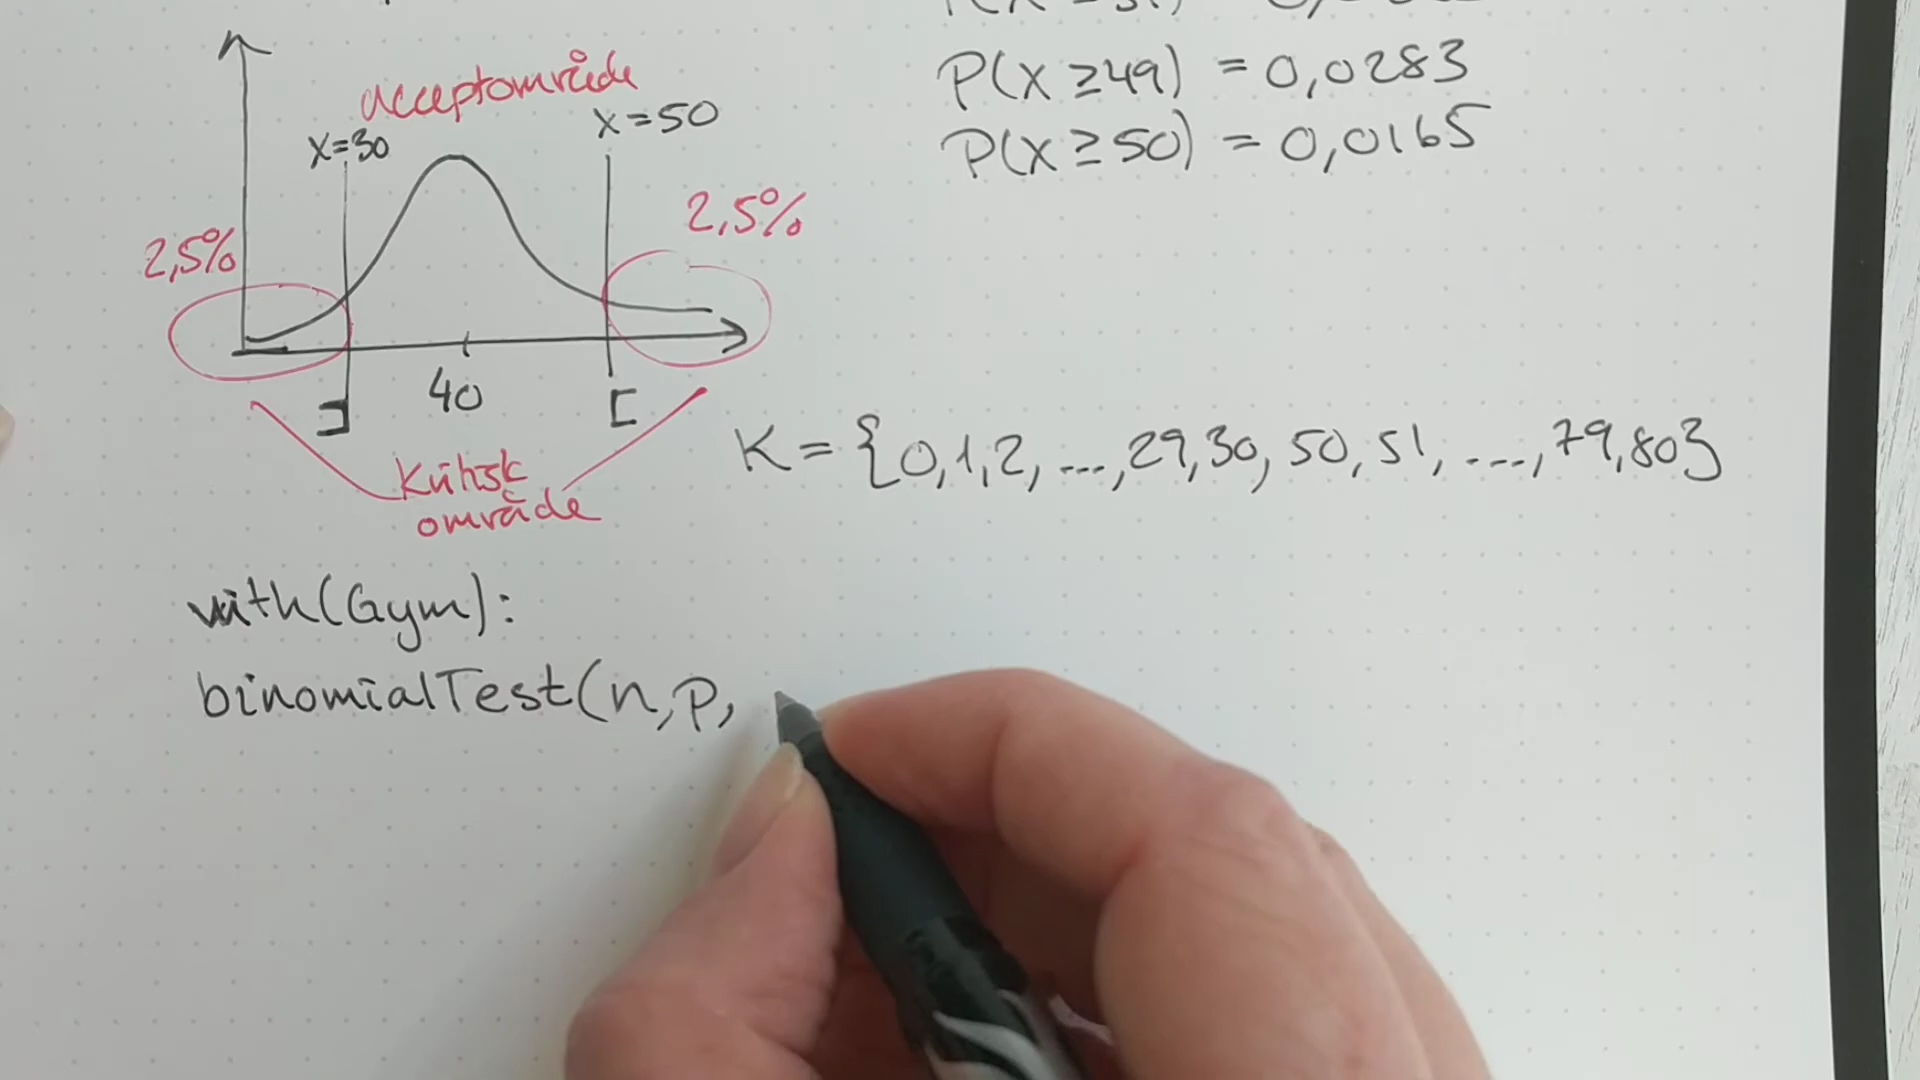 acceptområde
x=30
x=50
2,5%
2,5%
40
] [
Kritisk
område
P(X ≥49) = 0,0283
P(X ≥ 50) = 0,0165
K = {0,1,2, ..., 29,30, 50, 51, ..., 79,80}
with(Gym):
binomialTest(n,p,